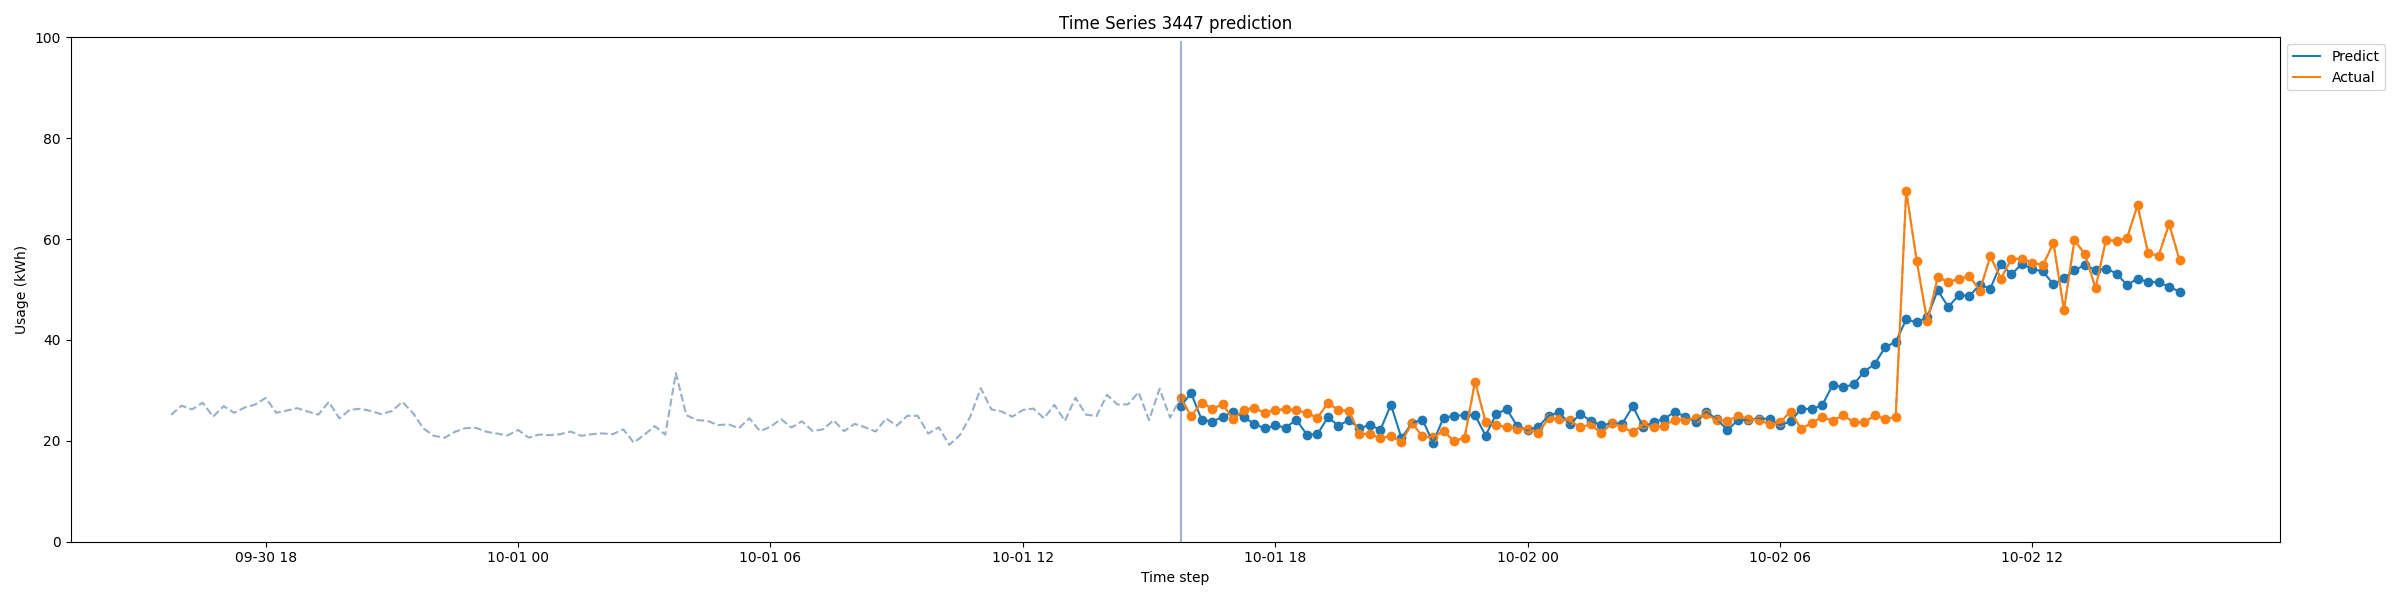 Time Series 3447 prediction
Predict
Actual
100
80
60
40
20
0
Usage (kWh)
09-30 18
10-01 00
10-01 06
10-01 12
10-01 18
10-02 00
10-02 06
10-02 12
Time step